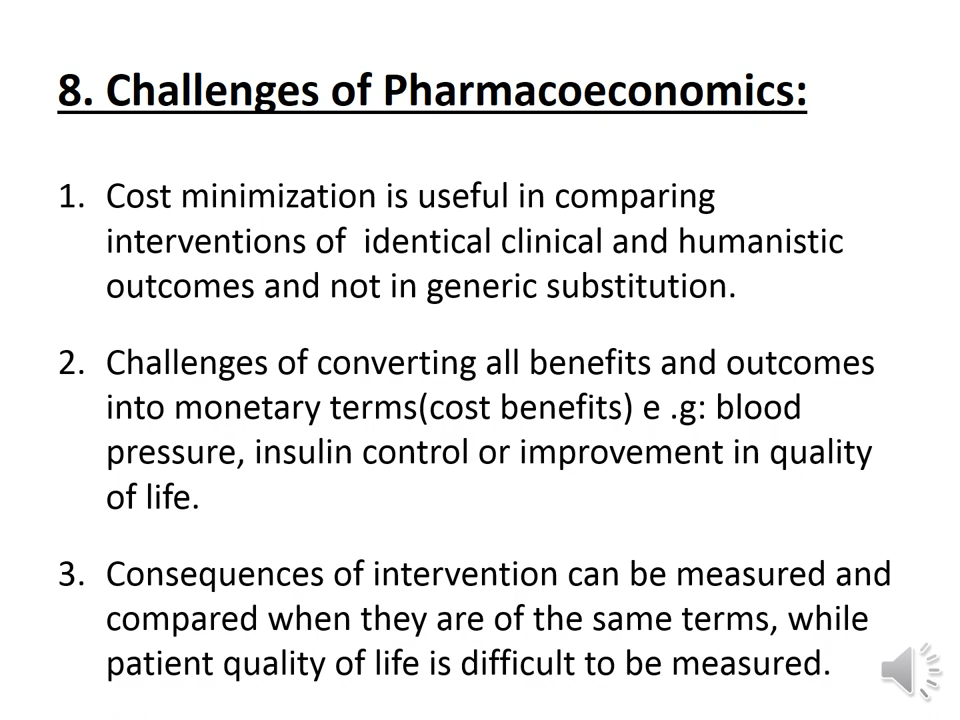 8. Challenges of Pharmacoeconomics:
1. Cost minimization is useful in comparing
interventions of  identical clinical and humanistic
outcomes and not in generic substitution.
2. Challenges of converting all benefits and outcomes
into monetary terms(cost benefits) e .g: blood
pressure, insulin control or improvement in quality
of life.
3. Consequences of intervention can be measured and
compared when they are of the same terms, while
patient quality of life is difficult to be measured.